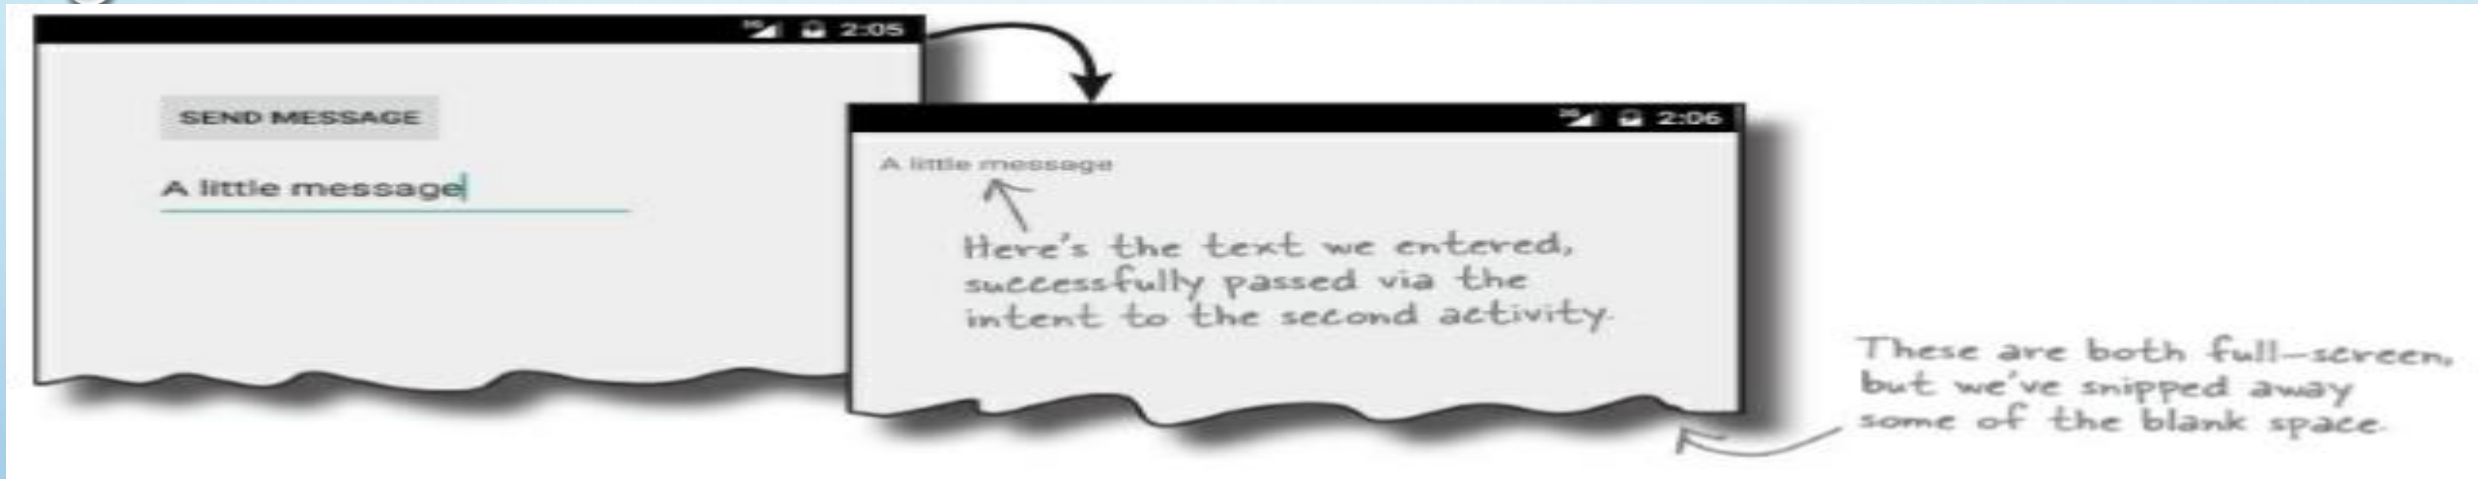 2:05
SEND MESSAGE
A little message
2:06
A little message
Here's the text we entered,
successfully passed via the
intent to the second activity.
These are both full-screen,
but we've snipped away
some of the blank space.